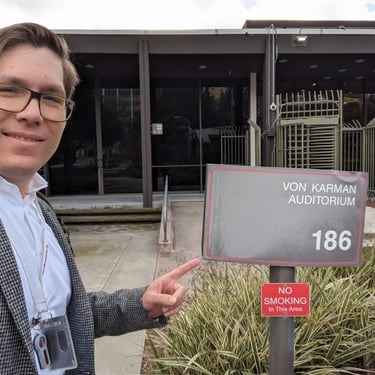 VON KARMAN
AUDITORIUM
186
NO
SMOKING
In This Area